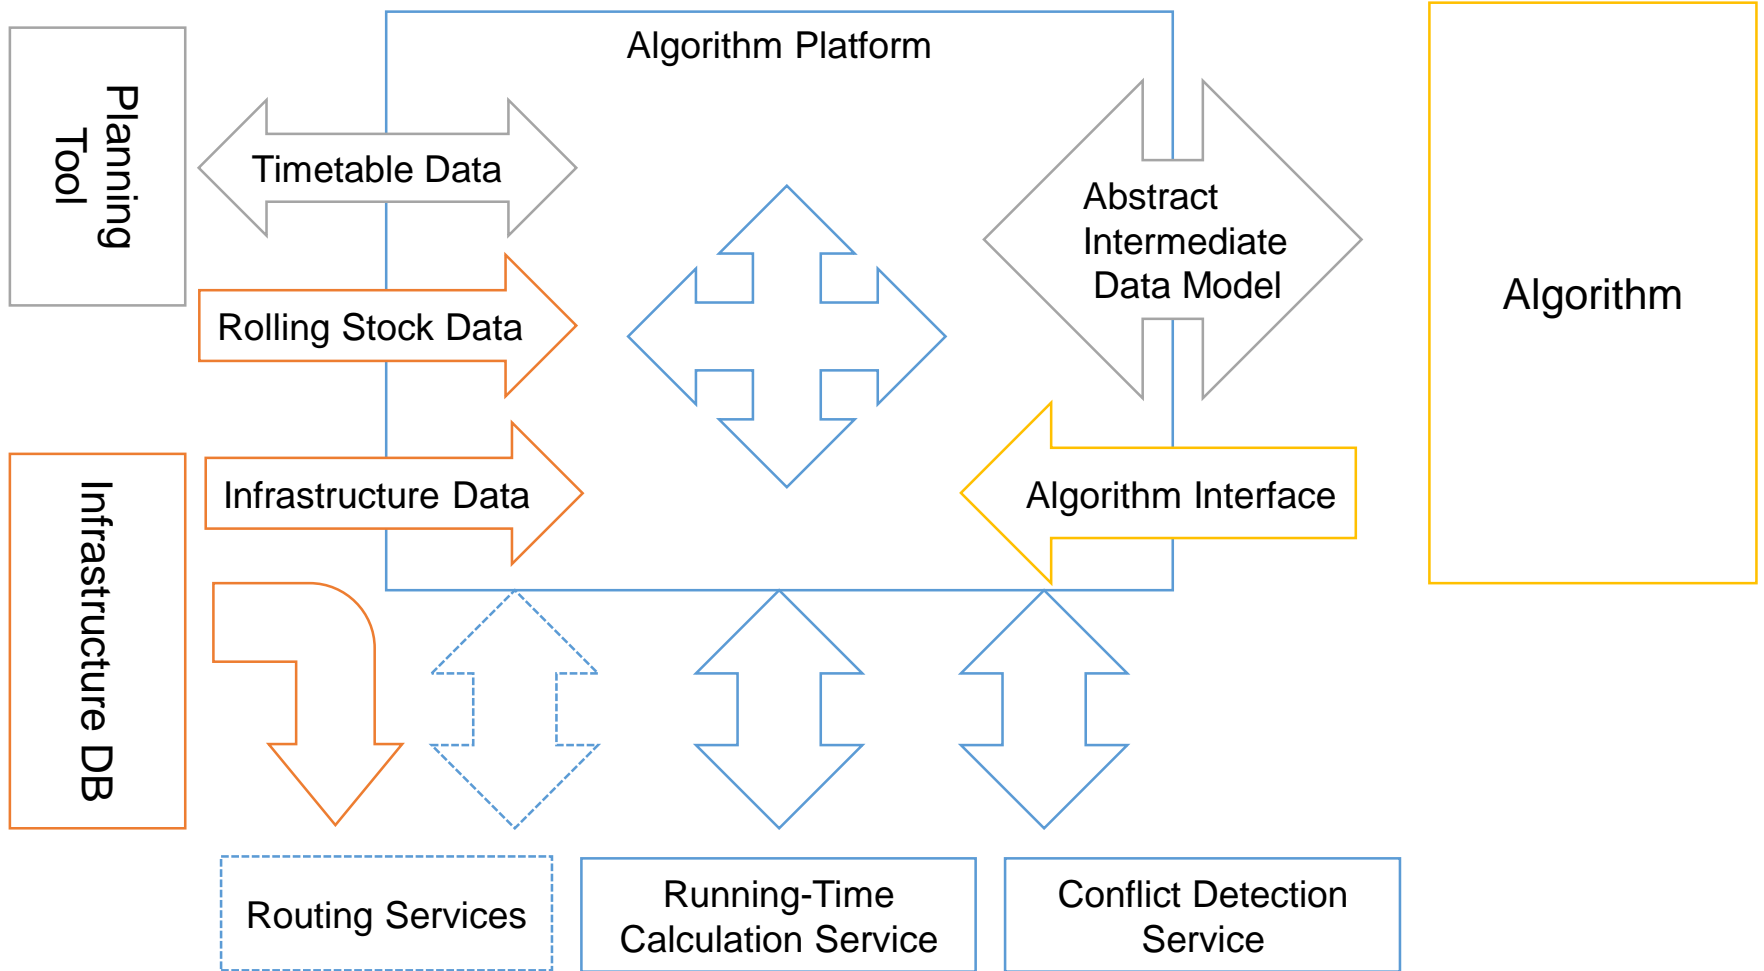 Algorithm Platform
Planning
Tool
Timetable Data
Abstract
Intermediate
Data Model
Rolling Stock Data
Algorithm
Infrastructure DB
Infrastructure Data
Algorithm Interface
Routing Services
Running-Time
Calculation Service
Conflict Detection
Service